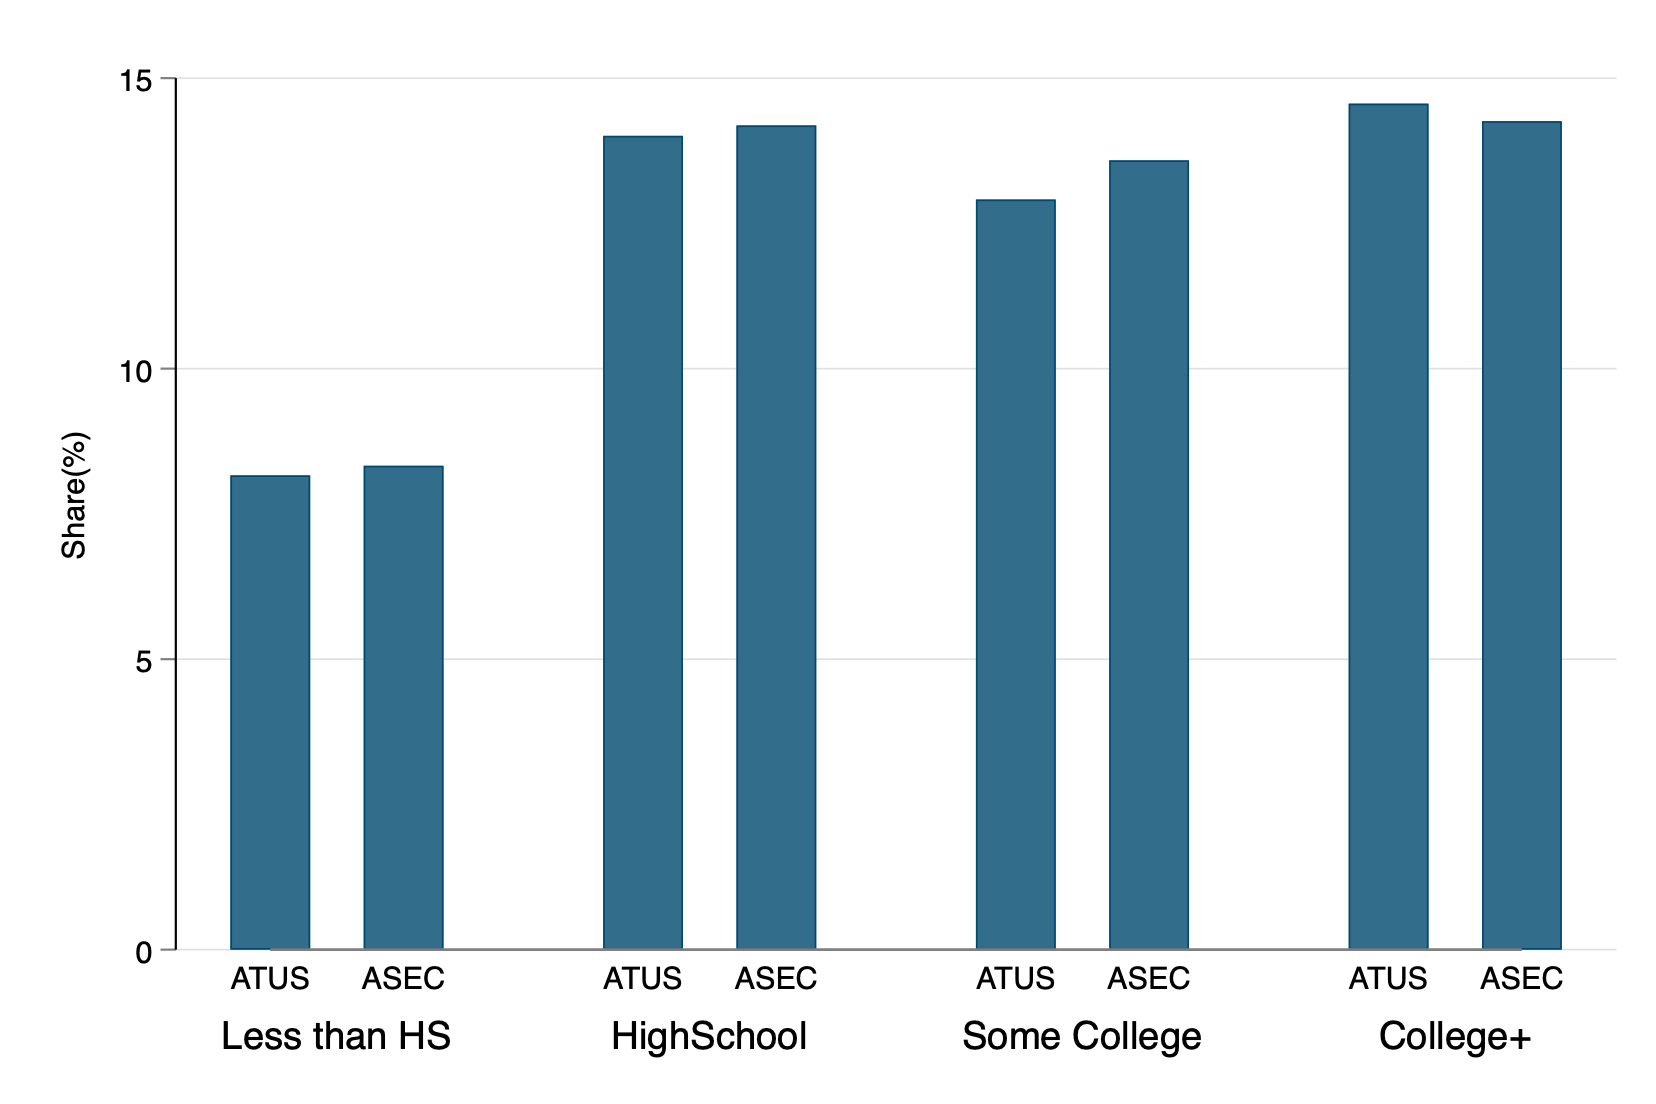 15
10
5
0
Share(%)
ATUS ASEC ATUS ASEC ATUS ASEC ATUS ASEC
Less than HS HighSchool Some College College+